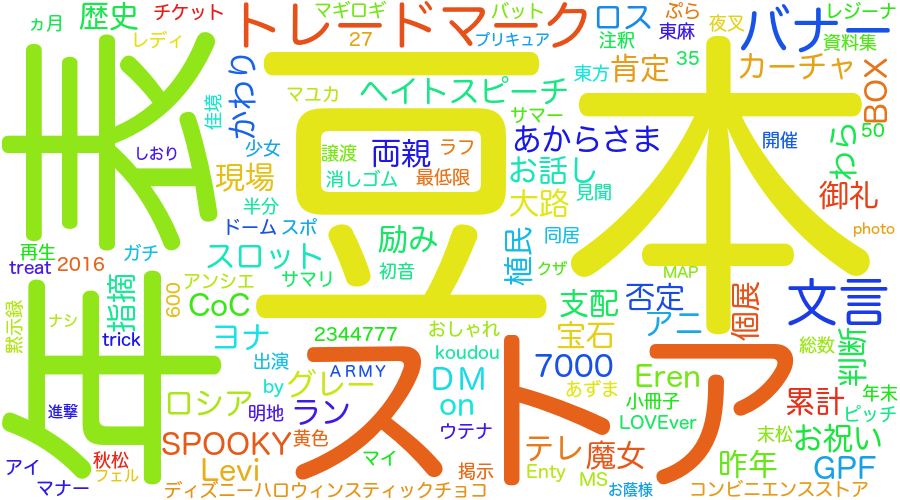 ヵ月
歴史
チケット
トレードマーク
マギロギ
バット
ロス
ぷら
夜叉
レジーナ
レディ
27
プリキュア
注釈
東麻
バナー
資料集
表
かわり
豆
本
東方
肯定
35
カーチャ
BOX
佳境
マユカ
ヘイトスピーチ
サマー
あからさま
わら
50
しおり
少女
譲渡
両親
ラフ
開催
現場
消しゴム
最低限
お話し
見聞
半分
大路
御礼
ドーム
スポ
励み
植民
同居
photo
再生
ガチ
スロット
treat
2016
アンシエ
サマリ
初音
クザ
MAP
指摘
600
CoC
支配
否定
個展
文言
黙示録
ナシ
trick
ヨナ
2344777
おしゃれ
宝石
アニ
年
出演
ARMY
koudou
ストア
7000
判断
総数
進撃
by
グレー
DM
あずま
Eren
年末
ロシア
明地
ラン
on
小冊子
累計
ピッチ
SPOOKY
黄色
ウテナ
LOVEver
末松
お祝い
アイ
秋松
Levi
マイ
掲示
テレ
魔女
昨年
GPF
マナー
フェル
Enty
MS
ディズニーハロウィンスティックチョコ
お蔭様
コンビニエンスストア